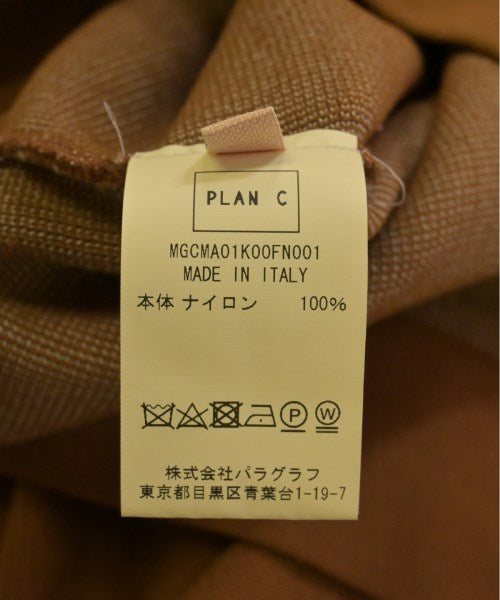 PLAN C
MGCMA01K00FN001
MADE IN ITALY
本体 ナイロン 100%
P W
株式会社パラグラフ
東京都目黒区青葉台1-19-7